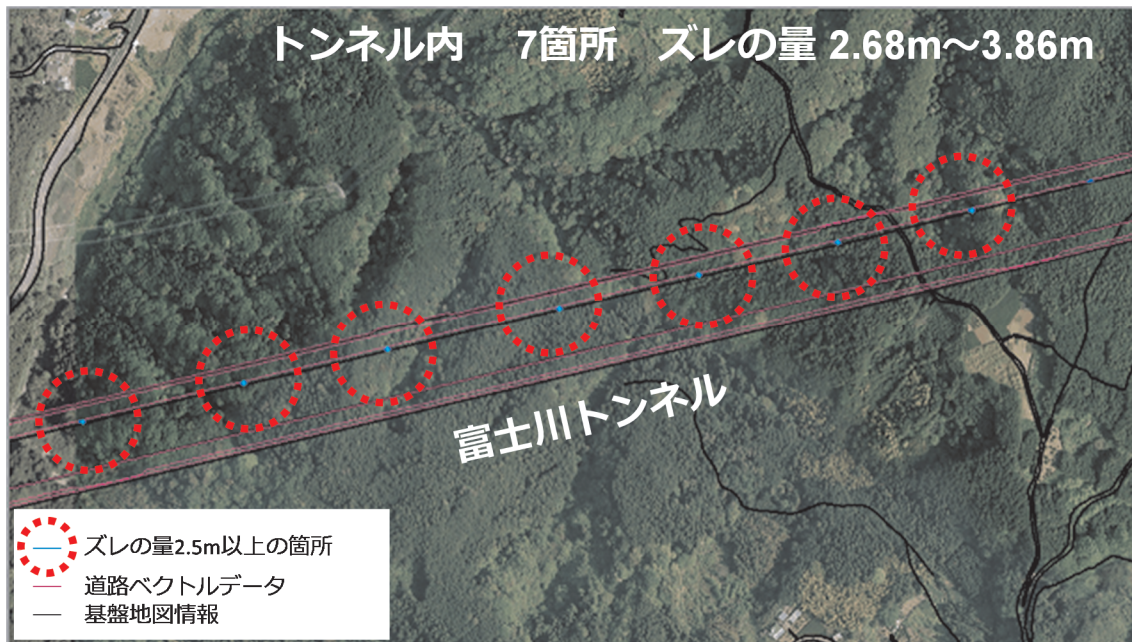 トンネル内 7箇所 ズレの量 2.68m～3.86m
富士川トンネル
ズレの量2.5m以上の箇所
道路ベクトルデータ
基盤地図情報